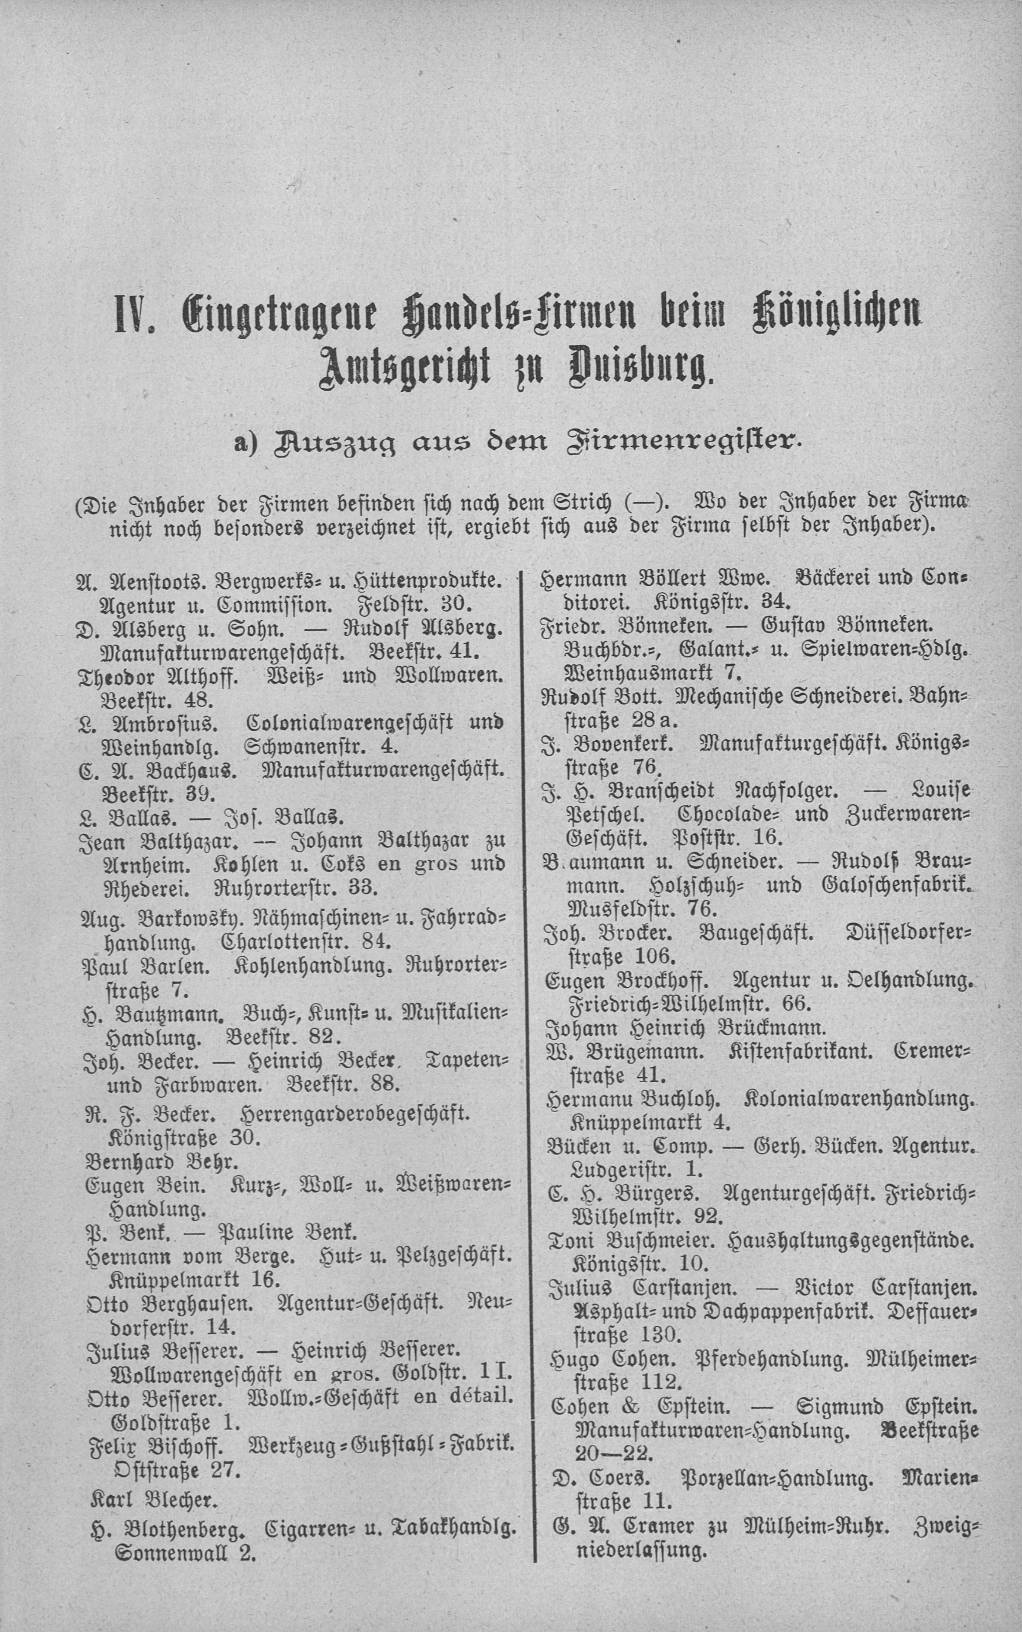 IV. Eingetragene Handels-Firmen beim Königlichen
Amtsgericht zu Duisburg.
a) Auszug aus dem Firmenregister.
(Die Inhaber der Firmen befinden sich nach dem Strich (—). Wo der Inhaber der Firma
nicht noch besonders verzeichnet ist, ergiebt sich aus der Firma selbst der Inhaber).
A. Aenstoots. Bergwerks- u. Hüttenprodukte.
Agentur u. Commission. Feldstr. 30.
D. Alsberg u. Sohn. — Rudolf Alsberg.
Manufakturwarengeschäft. Beekstr. 41.
Theodor Althoff. Weiß- und Wollwaren.
Beekstr. 48.
L. Ambrosius. Colonialwarengeschäft und
Weinhandlg. Schwanenstr. 4.
C. A. Backhaus. Manufakturwarengeschäft.
Beekstr. 39.
L. Ballas. — Jos. Ballas.
Jean Balthazar. — Johann Balthazar zu
Arnheim. Kohlen u. Coks en gros und
Rhederei. Ruhrorterstr. 33.
Aug. Barkowsky. Nähmaschinen- u. Fahrrad-
handlung. Charlottenstr. 84.
Paul Barlen. Kohlenhandlung. Ruhrorter-
straße 7.
H. Bautzmann. Buch-, Kunst- u. Musikalien-
Handlung. Beekstr. 82.
Joh. Becker. — Heinrich Becker. Tapeten-
und Farbwaren. Beekstr. 88.
R. F. Becker. Herrengarderobegeschäft.
Königstraße 30.
Bernhard Behr.
Eugen Bein. Kurz-, Woll- u. Weißwaren-
Handlung.
P. Benk. — Pauline Benk.
Hermann vom Berge. Hut- u. Pelzgeschäft.
Knüppelmarkt 16.
Otto Berghausen. Agentur-Geschäft. Neu-
dorferstr. 14.
Julius Besserer. — Heinrich Besserer.
Wollwarengeschäft en gros. Goldstr. 1 I.
Otto Besserer. Wollw.-Geschäft en détail.
Goldstraße 1.
Felix Bischoff. Werkzeug-Gußstahl-Fabrik.
Oststraße 27.
Karl Blecher.
H. Blothenberg. Cigarren- u. Tabakhandlg.
Sonnenwall 2.
Hermann Böllert Wwe. Bäckerei und Con-
ditorei. Königsstr. 34.
Friedr. Bönneken. — Gustav Bönneken.
Buchbdr.-, Galant.- u. Spielwaren-Hdlg.
Weinhausmarkt 7.
Rudolf Bott. Mechanische Schneiderei. Bahn-
straße 28a.
J. Bovenkerk. Manufakturgeschäft. Königs-
straße 76.
J. H. Branscheidt Nachfolger. — Louise
Petschel. Chocolade- und Zuckerwaren-
Geschäft. Poststr. 16.
B.aumann u. Schneider. — Rudolf Brau-
mann. Holzschuh- und Galoschenfabrik.
Musfeldstr. 76.
Joh. Brocker. Baugeschäft. Düsseldorfer-
straße 106.
Eugen Brockhoff. Agentur u. Oelhandlung.
Friedrich-Wilhelmstr. 66.
Johann Heinrich Brückmann.
W. Brügemann. Kistenfabrikant. Cremer-
straße 41.
Hermann Buchloh. Kolonialwarenhandlung.
Knüppelmarkt 4.
Bücken u. Comp. — Gerh. Bücken. Agentur.
Ludgeristr. 1.
C. H. Bürgers. Agenturgeschäft. Friedrich-
Wilhelmstr. 92.
Toni Buschmeier. Haushaltungsgegenstände.
Königsstr. 10.
Julius Carstanjen. — Victor Carstanjen.
Asphalt- und Dachpappenfabrik. Dessauer-
straße 130.
Hugo Cohen. Pferdehandlung. Mülheimer-
straße 112.
Cohen & Epstein. — Sigmund Epstein.
Manufakturwaren-Handlung. Beekstraße
20—22.
D. Coers. Porzellan-Handlung. Marien-
straße 11.
G. A. Cramer zu Mülheim-Ruhr. Zweig-
niederlassung.